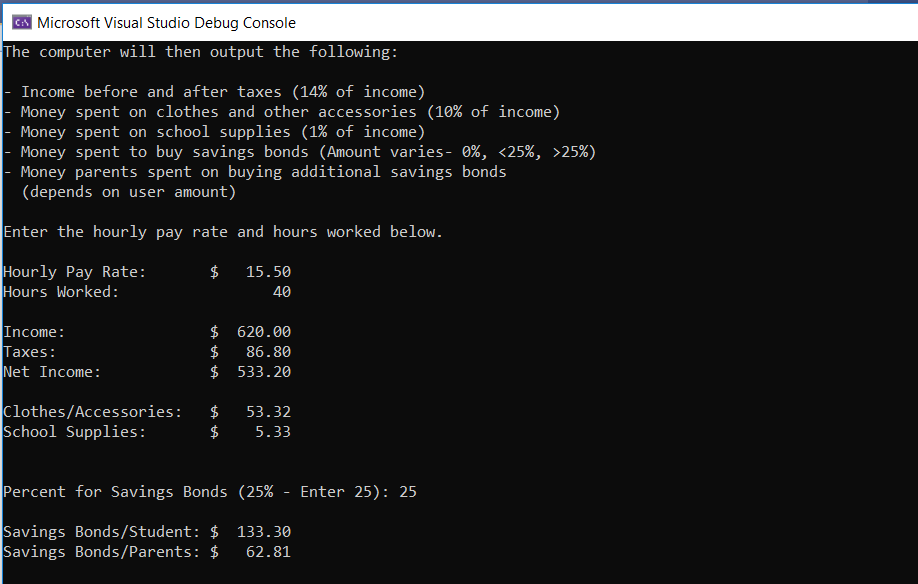 Microsoft Visual Studio Debug Console
The computer will then output the following:
- Income before and after taxes (14% of income)
- Money spent on clothes and other accessories (10% of income)
- Money spent on school supplies (1% of income)
- Money spent to buy savings bonds (Amount varies- 0%, <25%, >25%)
- Money parents spent on buying additional savings bonds
(depends on user amount)
Enter the hourly pay rate and hours worked below.
Hourly Pay Rate: $ 15.50
Hours Worked: 40
Income: $ 620.00
Taxes: $ 86.80
Net Income: $ 533.20
Clothes/Accessories: $ 53.32
School Supplies: $ 5.33
Percent for Savings Bonds (25% - Enter 25): 25
Savings Bonds/Student: $ 133.30
Savings Bonds/Parents: $ 62.81